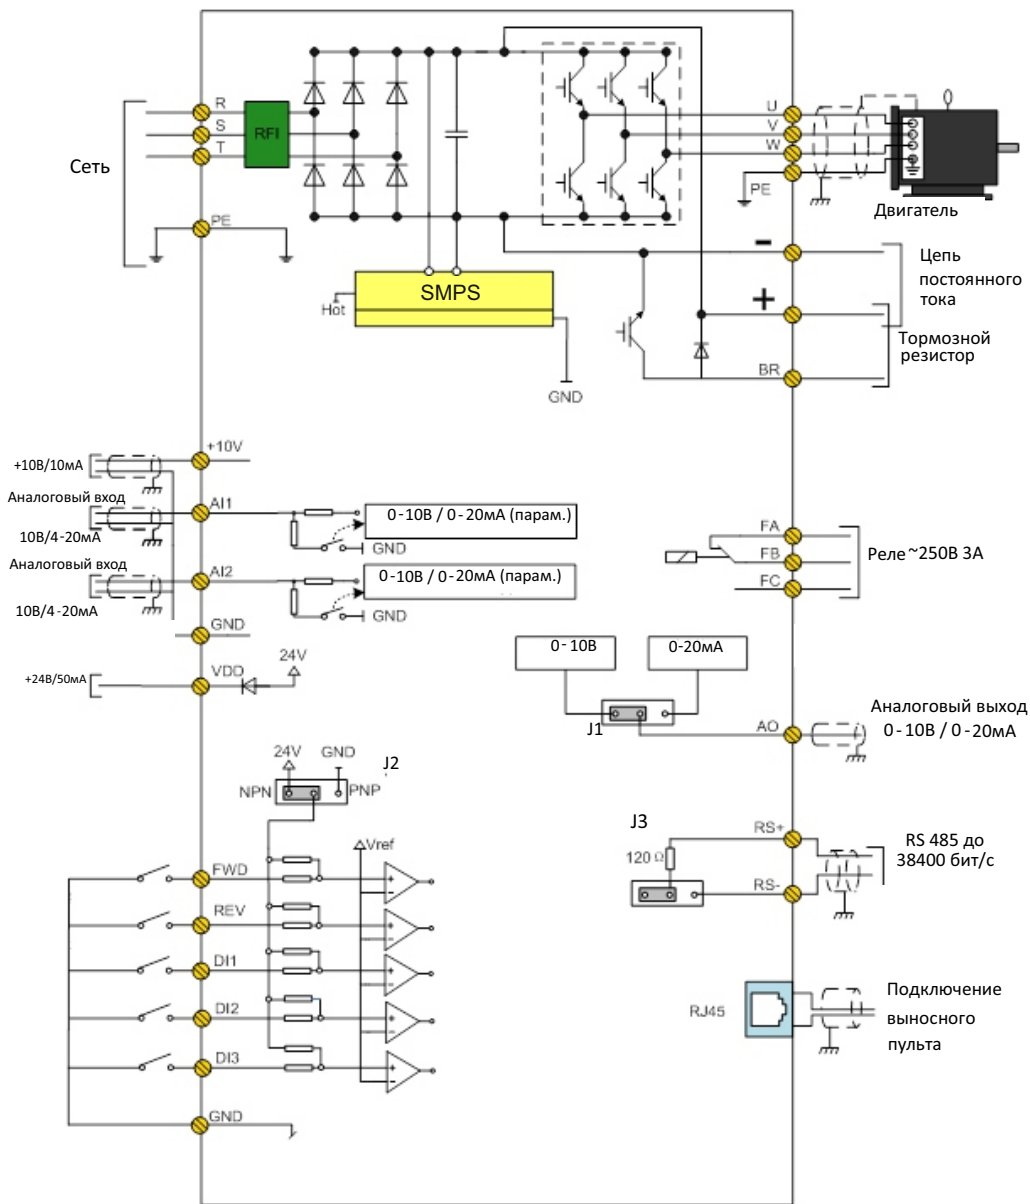 R
S
T
RFI
Сеть
PE
U
V
W
PE
Двигатель
SMPS
Hot
GND
−
+
BR
Цепь
постоянного
тока
Тормозной
резистор
+10В/10мА
+10V
Аналоговый вход
AI1
10В/4-20мА
0-10В / 0-20мА (парам.)
GND
Аналоговый вход
AI2
10В/4-20мА
0-10В / 0-20мА (парам.)
GND
GND
+24В/50мА
VDD
24V
FA
FB
FC
Реле ~250В 3А
0-10В
0-20мА
J1
AO
Аналоговый выход
0-10В / 0-20мА
24V
GND
J2
NPN
PNP
Vref
FWD
REV
DI1
DI2
DI3
GND
J3
120 Ω
RS+
RS-
RS 485 до
38400 бит/с
RJ45
Подключение
выносного
пульта